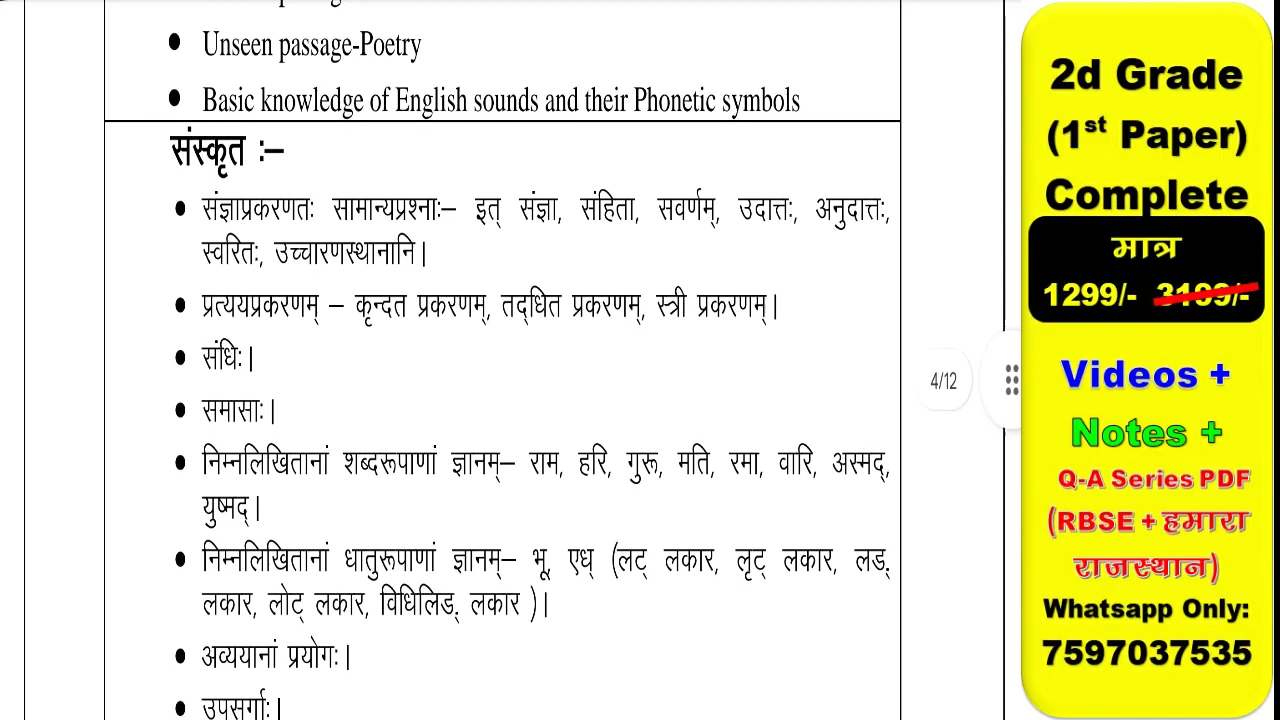 Unseen passage-Poetry
Basic knowledge of English sounds and their Phonetic symbols
संस्कृत :–
संज्ञाप्रकरणतः सामान्यप्रश्नाः– इत् संज्ञा, संहिता, सवर्णम्, उदात्तः, अनुदात्तः,
स्वरितः, उच्चारणस्थानानि।
प्रत्ययप्रकरणम् – कृन्दत प्रकरणम्, तद्धित प्रकरणम्, स्त्री प्रकरणम्।
संधिः।
समासाः।
निम्नलिखितानां शब्दरूपाणां ज्ञानम्– राम, हरि, गुरू, मति, रमा, वारि, अस्मद्,
युष्मद्।
निम्नलिखितानां धातुरूपाणां ज्ञानम्– भू, एध् (लट् लकार, लृट् लकार, लड्.
लकार, लोट् लकार, विधिलिड्. लकार )।
अव्ययानां प्रयोगः।
उपसर्गाः।
4/12
2d Grade
(1st Paper)
Complete
मात्र
1299/- 3199/-
Videos +
Notes +
Q-A Series PDF
(RBSE + हमारा
राजस्थान)
Whatsapp Only:
7597037535